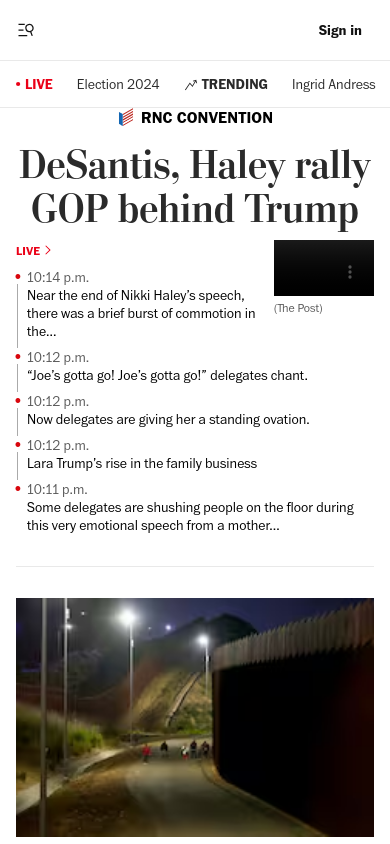 Sign in
• LIVE Election 2024 TRENDING Ingrid Andress
RNC CONVENTION
DeSantis, Haley rally
GOP behind Trump
LIVE
(The Post)
10:14 p.m.
Near the end of Nikki Haley’s speech,
there was a brief burst of commotion in
the...
10:12 p.m.
“Joe’s gotta go! Joe’s gotta go!” delegates chant.
10:12 p.m.
Now delegates are giving her a standing ovation.
10:12 p.m.
Lara Trump’s rise in the family business
10:11 p.m.
Some delegates are shushing people on the floor during
this very emotional speech from a mother...